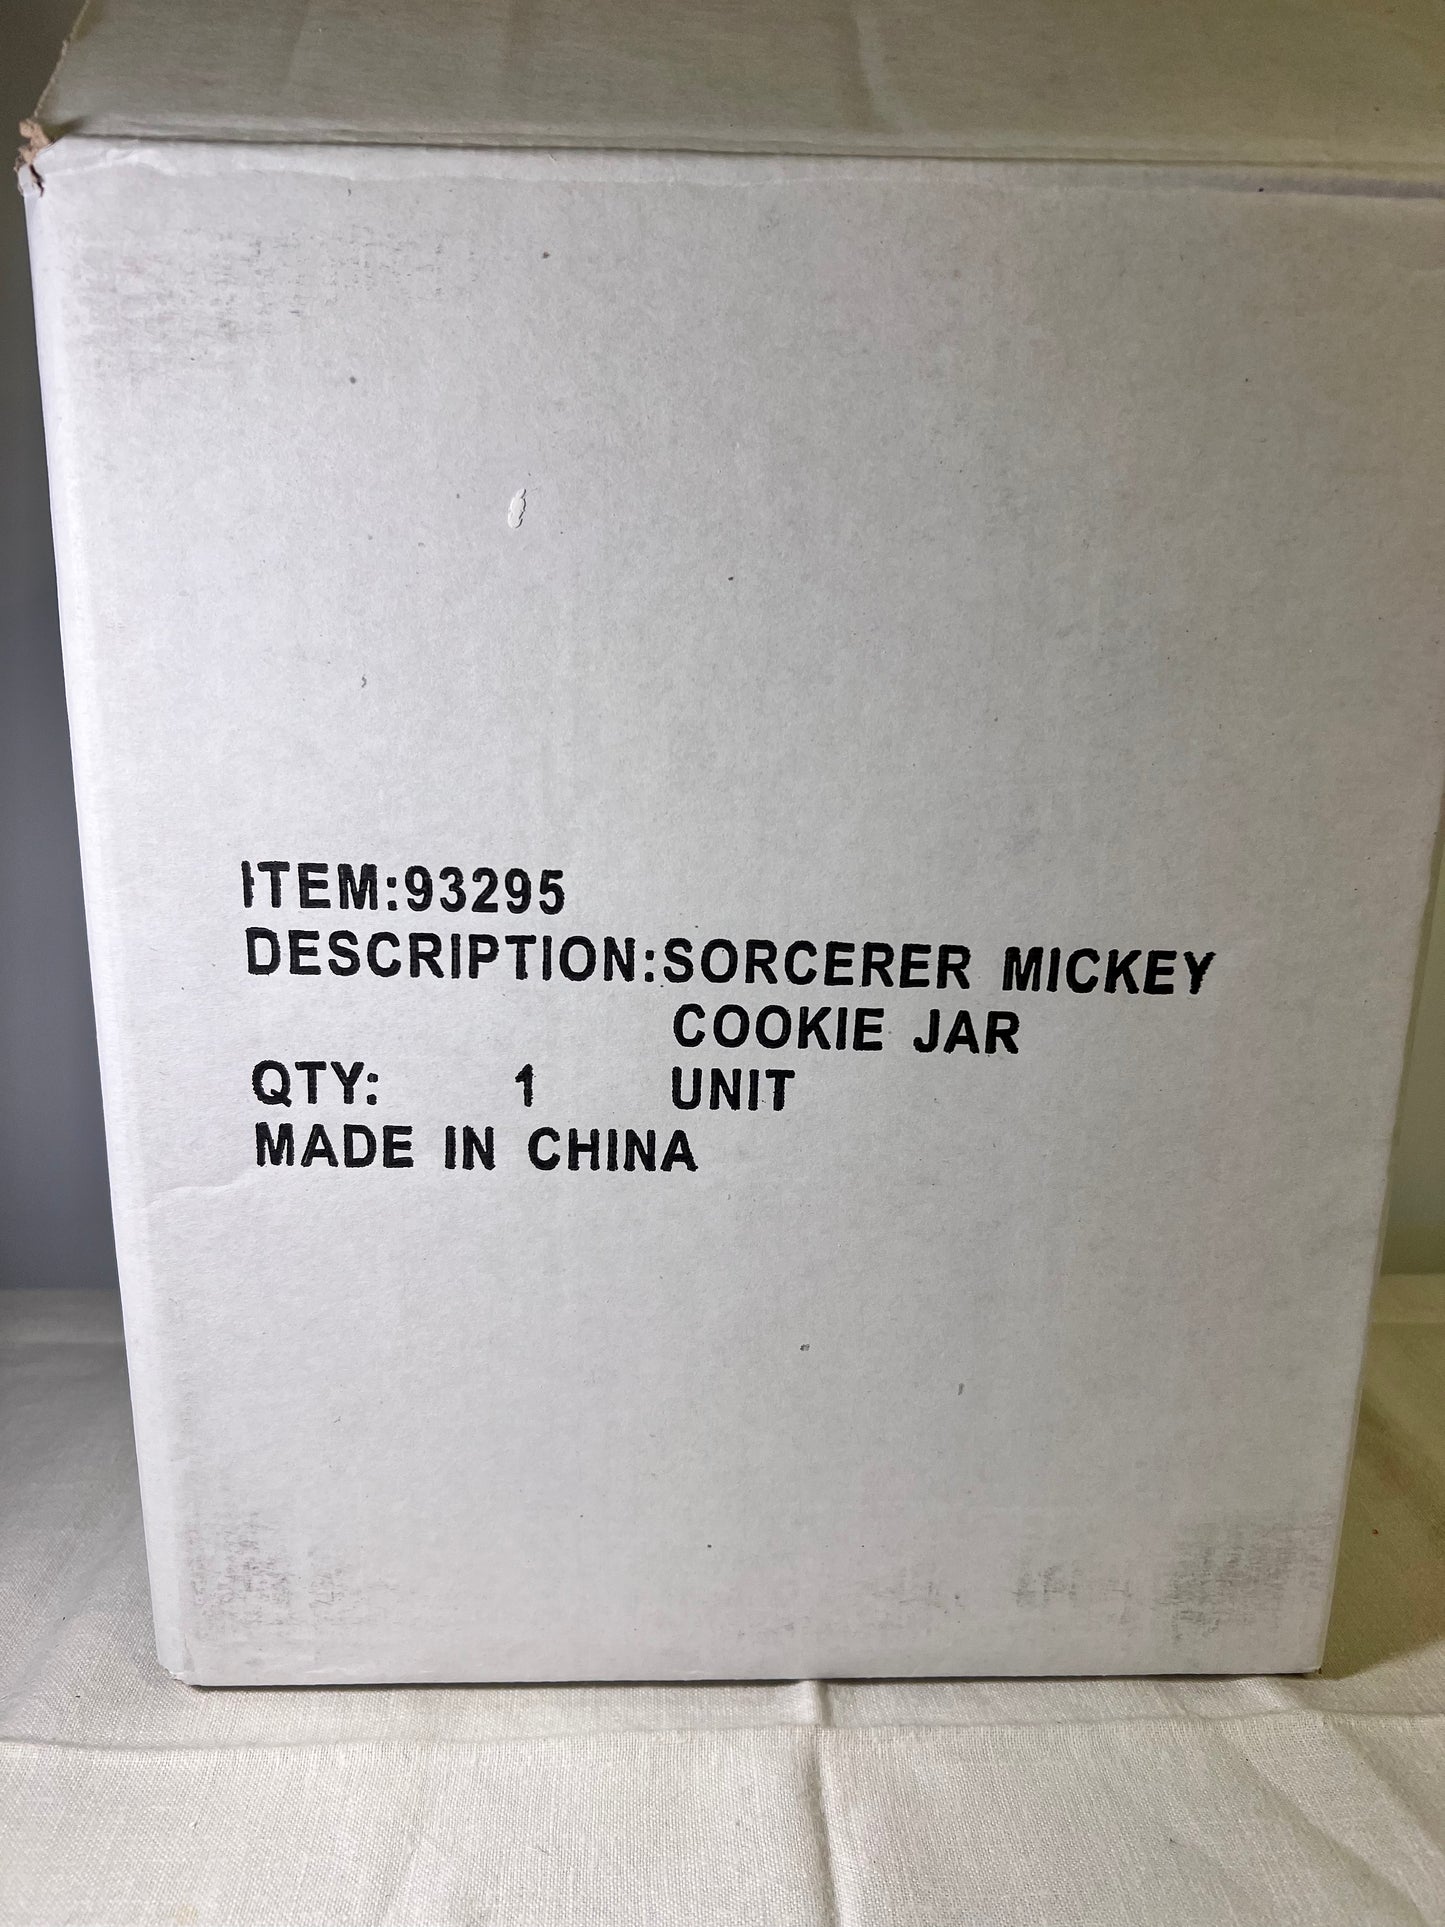 ITEM:93295
DESCRIPTION:SORCERER MICKEY
COOKIE JAR
QTY: 1 UNIT
MADE IN CHINA